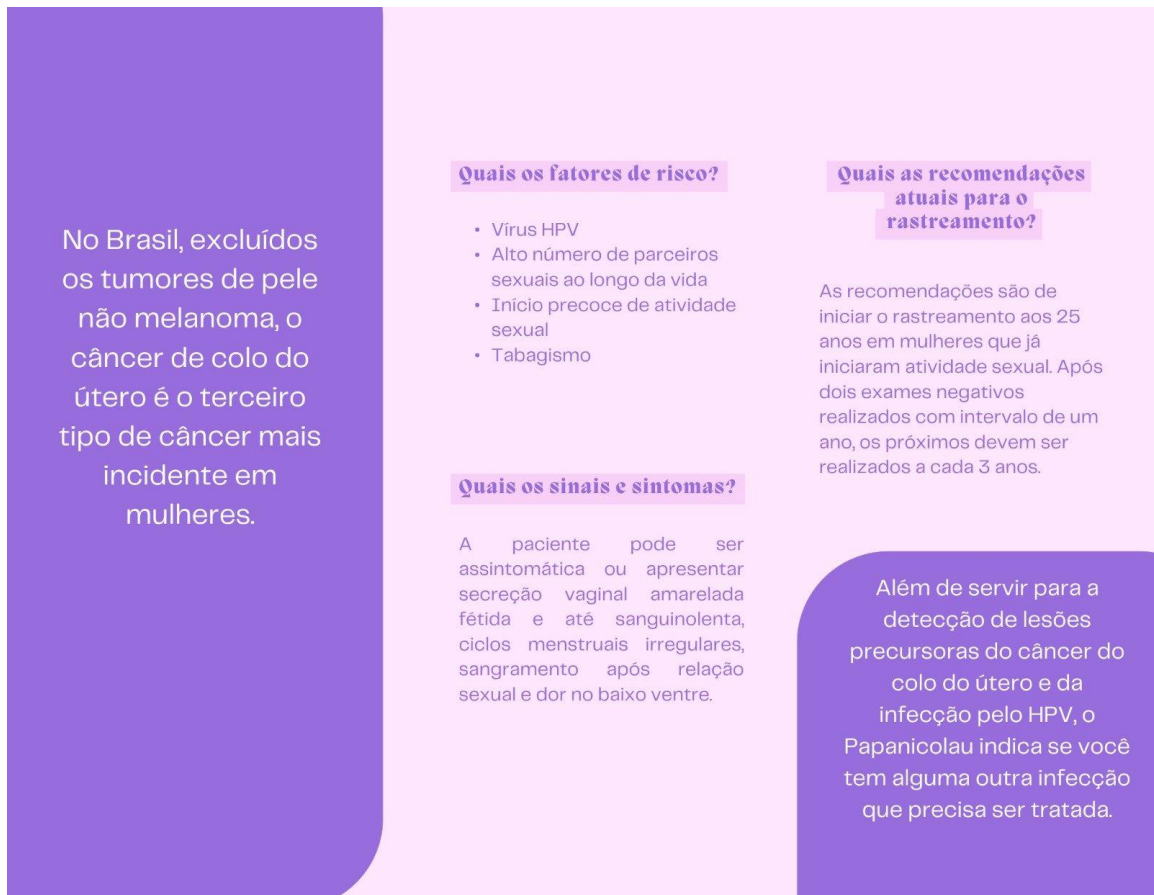 No Brasil, excluídos
os tumores de pele
não melanoma, o
câncer de colo do
útero é o terceiro
tipo de câncer mais
incidente em
mulheres.
Quais os fatores de risco?
• Vírus HPV
• Alto número de parceiros
sexuais ao longo da vida
• Início precoce de atividade
sexual
• Tabagismo
Quais os sinais e sintomas?
A paciente pode ser
assintomática ou apresentar
secreção vaginal amarelada
fétida e até sanguinolenta,
ciclos menstruais irregulares,
sangramento após relação
sexual e dor no baixo ventre.
Quais as recomendações
atuais para o
rastreamento?
As recomendações são de
iniciar o rastreamento aos 25
anos em mulheres que já
iniciaram atividade sexual. Após
dois exames negativos
realizados com intervalo de um
ano, os próximos devem ser
realizados a cada 3 anos.
Além de servir para a
detecção de lesões
precursoras do câncer do
colo do útero e da
infecção pelo HPV, o
Papanicolau indica se você
tem alguma outra infecção
que precisa ser tratada.